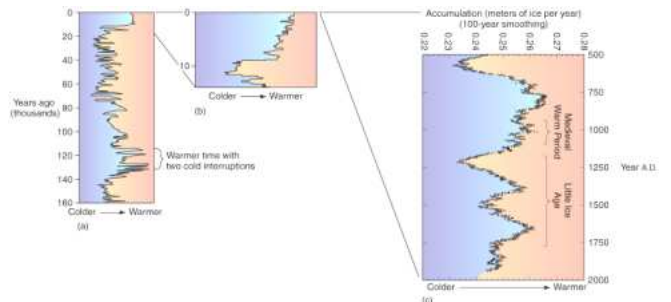 0
20
40
60
80
100
120
140
160
Years ago
(thousands)
Colder
Warmer
(a)
Warmer time with
two cold interruptions
0
10
Colder
Warmer
(b)
Accumulation (meters of ice per year)
(100-year smoothing)
0.22
0.23
0.24
0.25
0.26
0.27
0.28
500
750
1000
1250
1500
1750
2000
Year A.D.
Medieval
Warm Period
Little Ice
Age
Colder
Warmer
(c)